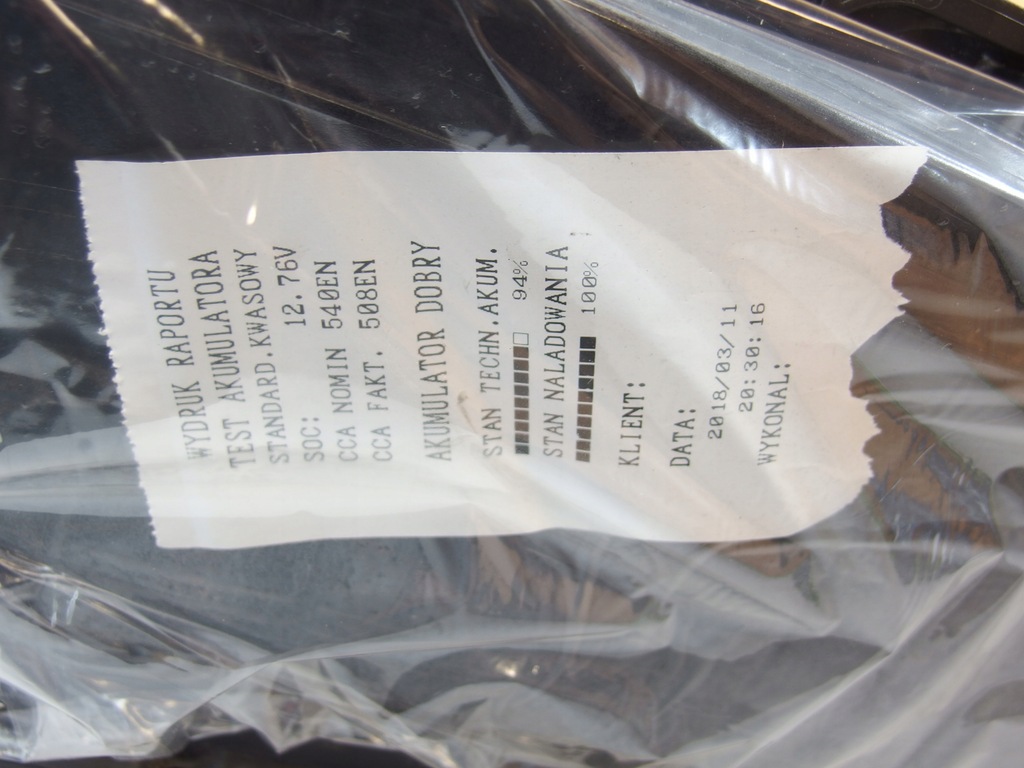 WYDRUK RAPORTU
TEST AKUMULATORA
STANDARD.KWASOWY
SOC: 12.76V
CCA NOMIN 540EN
CCA FAKT. 508EN
AKUMULATOR DOBRY
STAN TECHN.AKUM.
94%
STAN NALADOWANIA
100%
KLIENT:
DATA:
2018/03/11
20:30:16
WYKONAL: